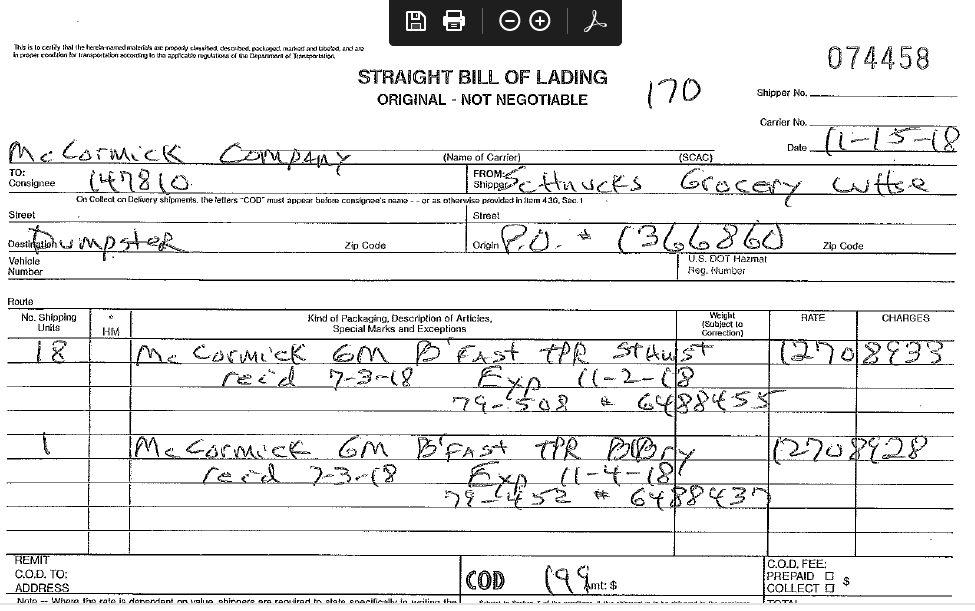 This is to certify that the herein-named materials are properly classified, described, packaged, marked and labeled, and are
in proper condition for transportation according to the applicable regulations of the Department of Transportation.
074458
STRAIGHT BILL OF LADING
ORIGINAL - NOT NEGOTIABLE
170
Shipper No.
Carrier No.
Date 11-15-18
McCormick Company
(Name of Carrier) (SCAC)
TO:
Consignee 147810
FROM:
Shipper Schnucks Grocery
On Collect on Delivery shipments, the letters "COD" must appear before consignee's name -- or as otherwise provided in Item 430, Sec. 1
Street
Street
Destination Dumpster Zip Code
Origin P.O. # 1366860 Zip Code
Vehicle
Number
U.S. DOT Hazmat
Reg. Number
Route
No. Shipping
Units
*
HM
Kind of Packaging, Description of Articles,
Special Marks and Exceptions
Weight
(Subject to
Correction)
RATE
CHARGES
18 McCormick GM B'FAST TPR 12708933
rec'd 7-3-18 Exp 11-2-18
79-508 # 6488455
1 McCormick GM B'FAST TPR 12708928
rec'd 7-3-18 Exp 11-4-18
79-452 # 6488437
REMIT
C.O.D. TO:
ADDRESS
COD 199 Amt: $
C.O.D. FEE:
PREPAID □
COLLECT □ $
Note -- Where the rate is dependent on value, shippers are required to state specifically in writing the
TOTAL